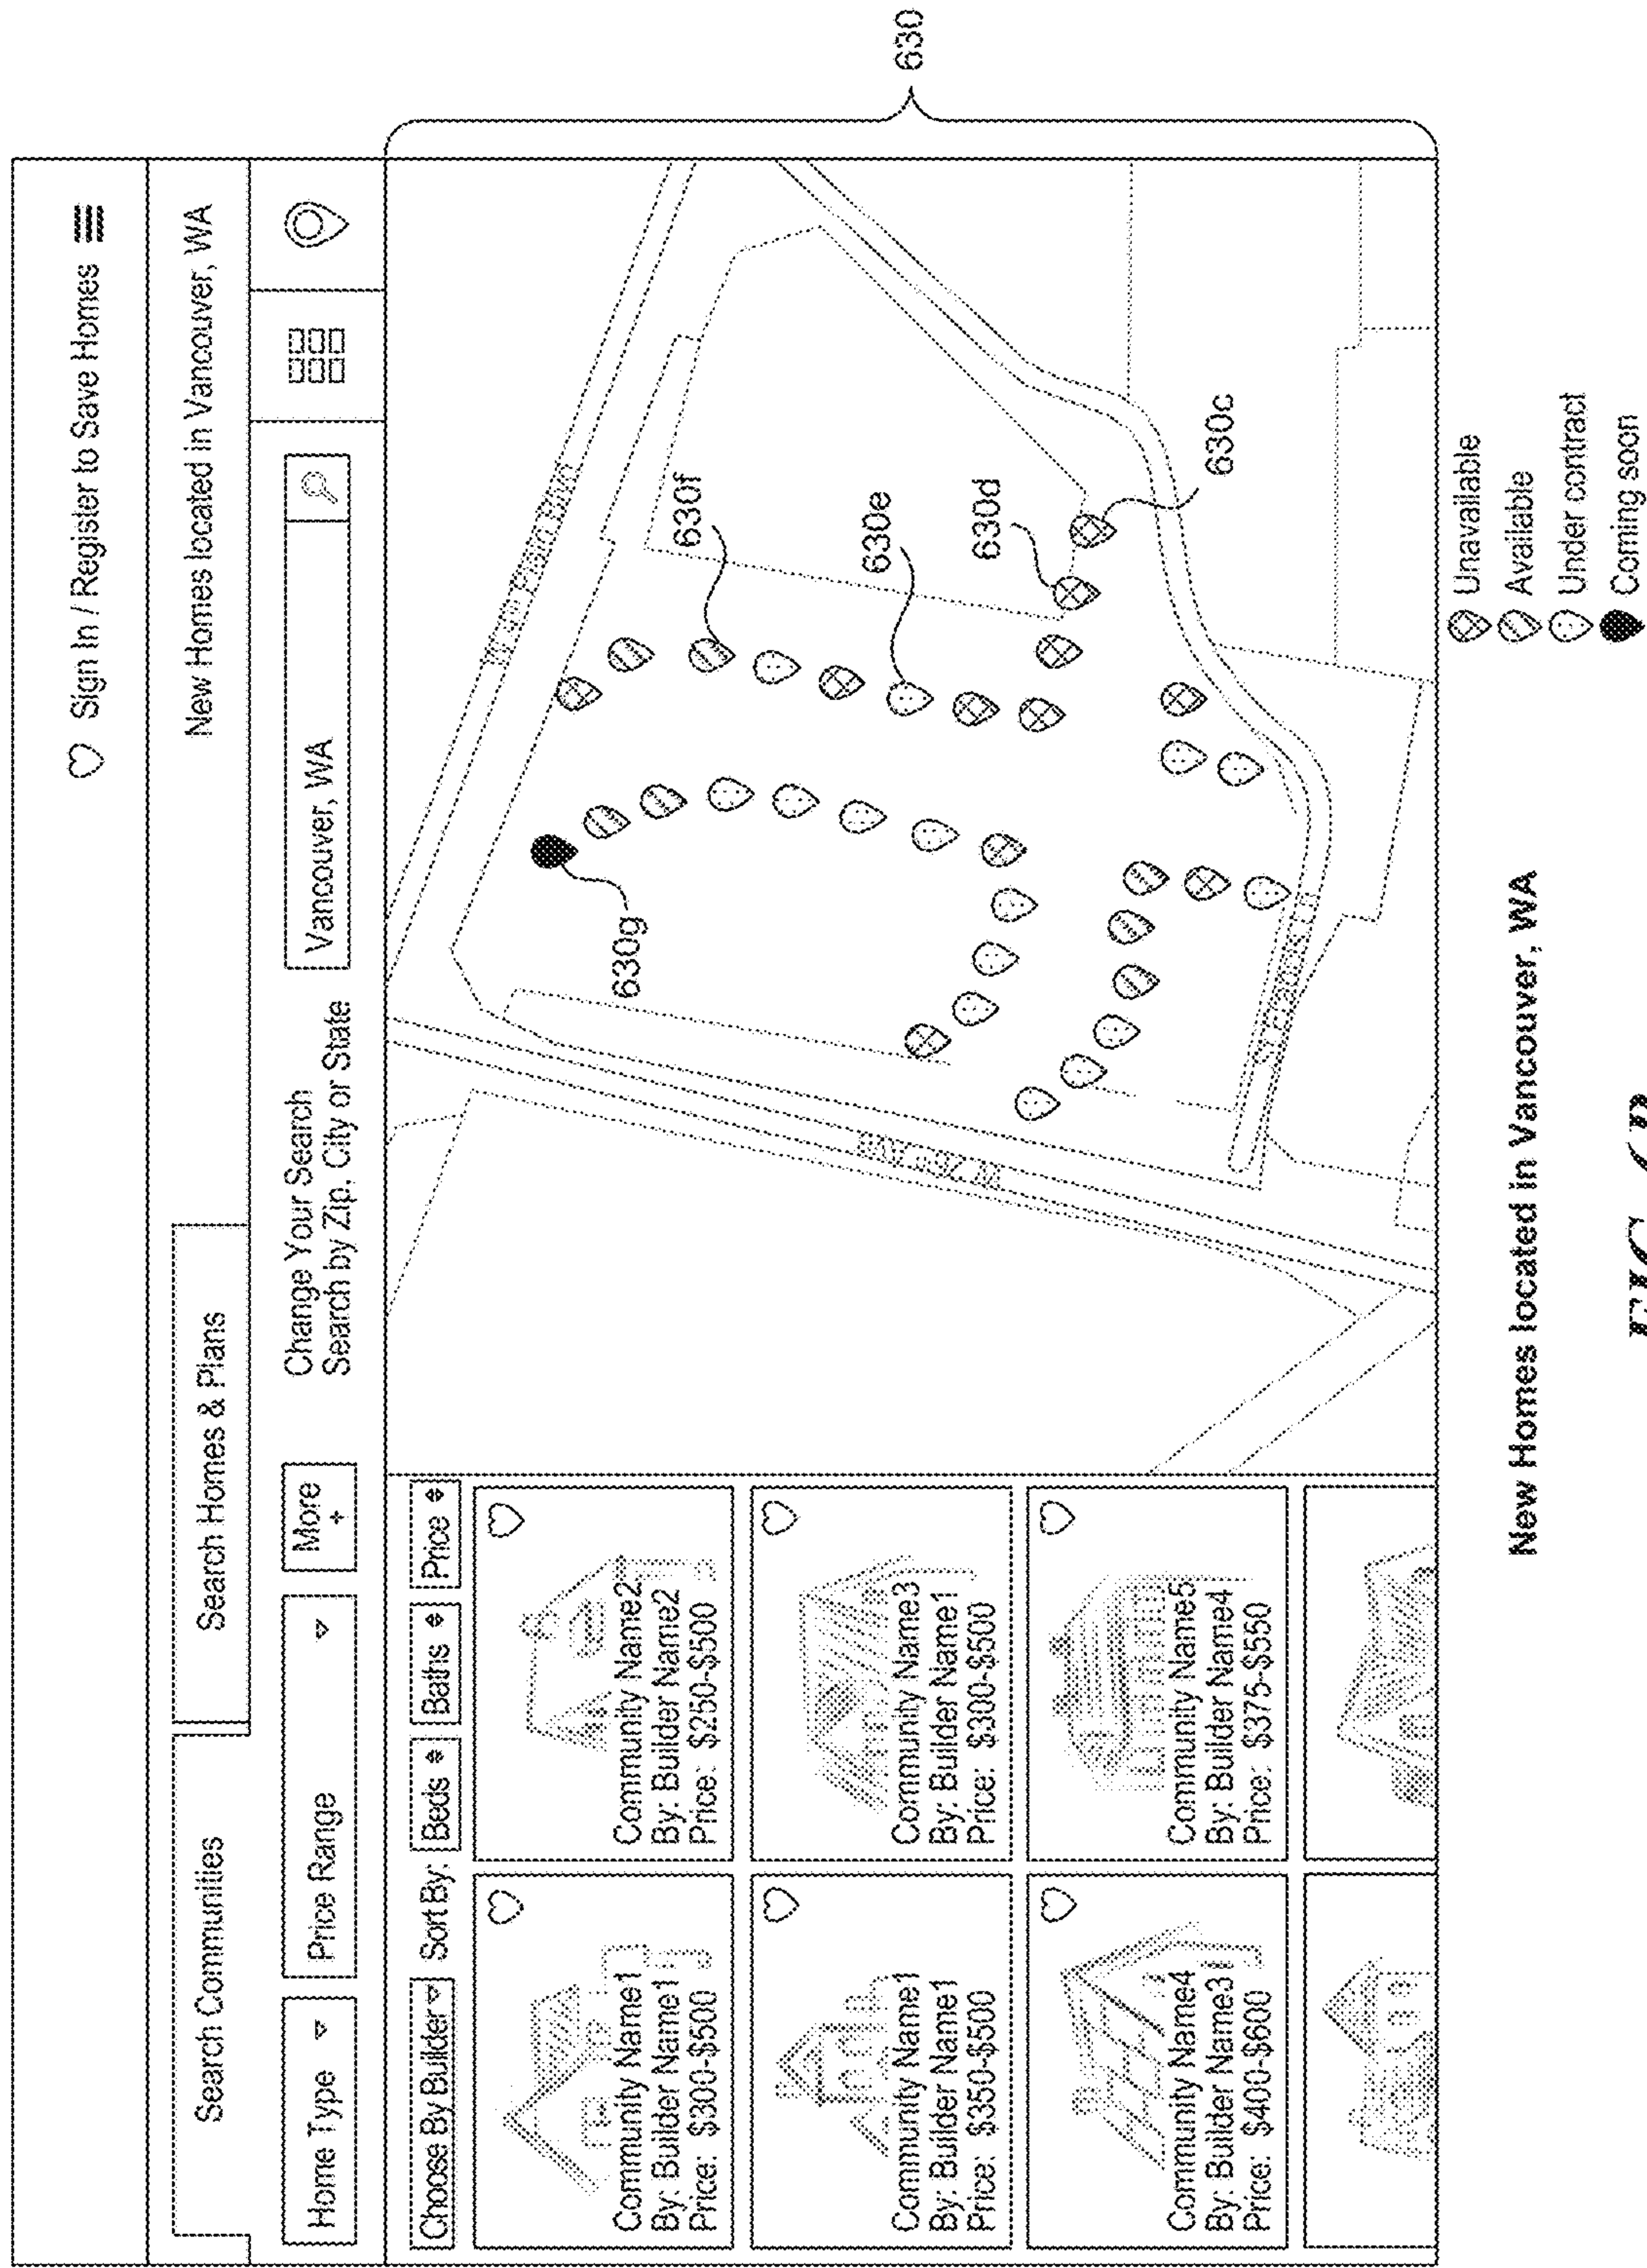 Sign In / Register to Save Homes
New Homes located in Vancouver, WA
Search Communities
Search Homes & Plans
Home Type
Price Range
More
+
Change Your Search
Search by Zip, City or State
Vancouver, WA
Choose By Builder
Sort By:
Beds
Baths
Price
Community Name1
By: Builder Name1
Price: $300-$500
Community Name2
By: Builder Name2
Price: $250-$500
Community Name1
By: Builder Name1
Price: $350-$500
Community Name3
By: Builder Name1
Price: $300-$500
Community Name4
By: Builder Name3
Price: $400-$600
Community Name5
By: Builder Name4
Price: $375-$550
630g
630f
630e
630d
630c
630
New Homes located in Vancouver, WA
Unavailable
Available
Under contract
Coming soon